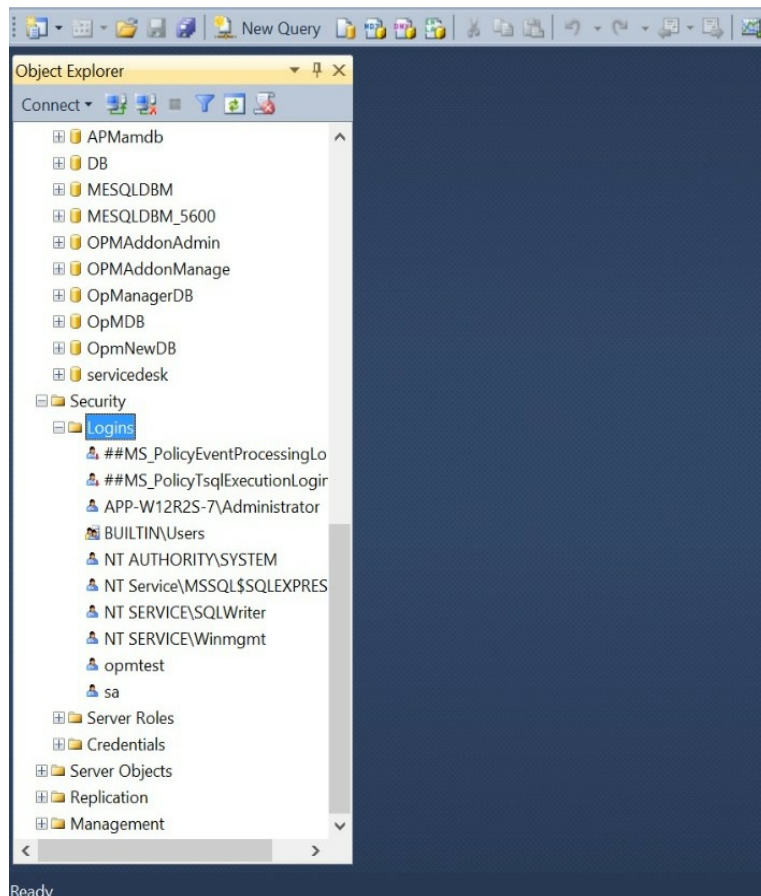 New Query
Object Explorer
Connect
APMamdb
DB
MESQLDBM
MESQLDBM_5600
OPMAddonAdmin
OPMAddonManage
OpManagerDB
OpMDB
OpmNewDB
servicedesk
Security
Logins
##MS_PolicyEventProcessingLo
##MS_PolicyTsqlExecutionLogin
APP-W12R2S-7\Administrator
BUILTIN\Users
NT AUTHORITY\SYSTEM
NT Service\MSSQL$SQLEXPRES
NT SERVICE\SQLWriter
NT SERVICE\Winmgmt
opmtest
sa
Server Roles
Credentials
Server Objects
Replication
Management
Ready